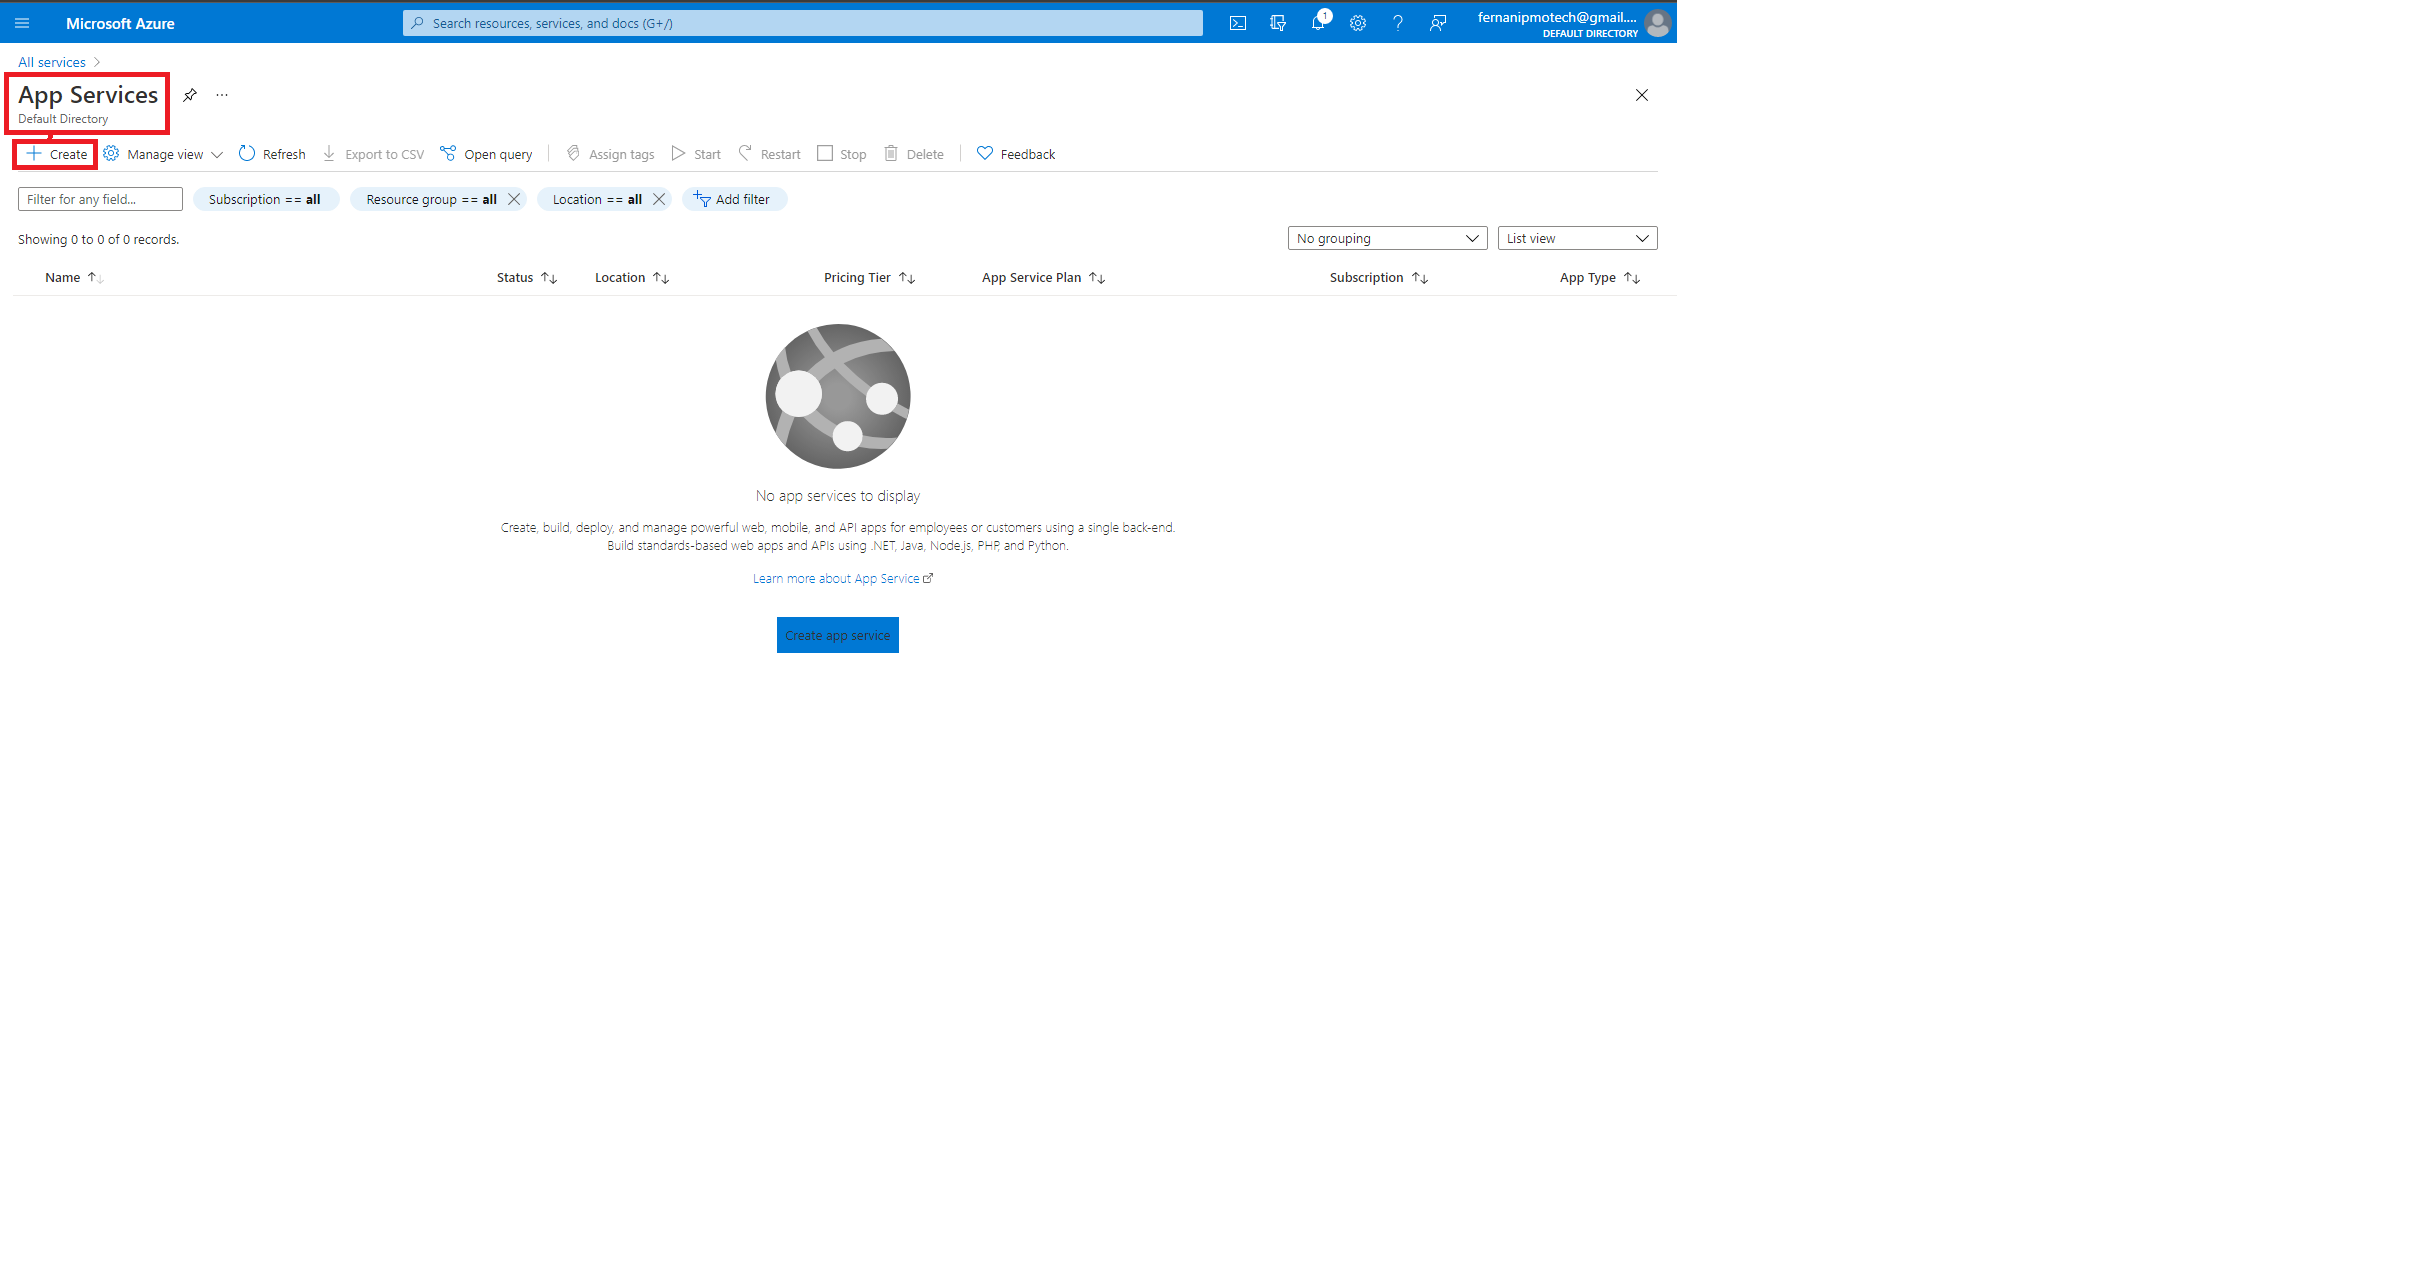 Microsoft Azure
Search resources, services, and docs (G+/)
1
fernanipmotech@gmail....
DEFAULT DIRECTORY
All services
App Services
...
Default Directory
Create
Manage view
Refresh
Export to CSV
Open query
Assign tags
Start
Restart
Stop
Delete
Feedback
Filter for any field...
Subscription == all
Resource group == all
Location == all
Add filter
Showing 0 to 0 of 0 records.
No grouping
List view
Name
Status
Location
Pricing Tier
App Service Plan
Subscription
App Type
No app services to display
Create, build, deploy, and manage powerful web, mobile, and API apps for employees or customers using a single back-end.
Build standards-based web apps and APIs using .NET, Java, Node.js, PHP, and Python.
Learn more about App Service
Create app service